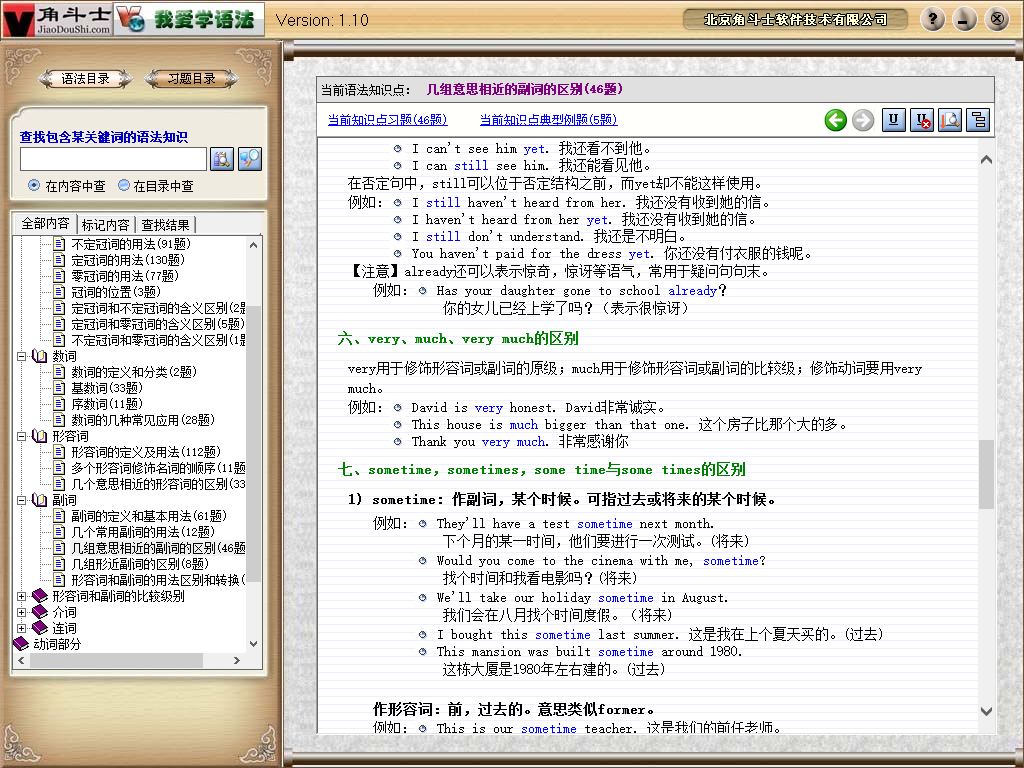 角斗士
JiaoDouShi.com
我爱学语法
Version: 1.10
北京角斗士软件技术有限公司
语法目录
习题目录
查找包含某关键词的语法知识
在内容中查
在目录中查
全部内容
标记内容
查找结果
不定冠词的用法(91题)
定冠词的用法(130题)
零冠词的用法(77题)
冠词的位置(3题)
定冠词和不定冠词的含义区别(2题
定冠词和零冠词的含义区别(5题)
不定冠词和零冠词的含义区别(1题
数词
数词的定义和分类(2题)
基数词(33题)
序数词(11题)
数词的几种常见应用(28题)
形容词
形容词的定义及用法(112题)
多个形容词修饰名词的顺序(11题
几个意思相近的形容词的区别(33
副词
副词的定义和基本用法(61题)
几个常用副词的用法(12题)
几组意思相近的副词的区别(46题
几组形近副词的区别(8题)
形容词和副词的用法区别和转换(
形容词和副词的比较级别
介词
连词
动词部分
当前语法知识点： 几组意思相近的副词的区别(46题)
当前知识点习题(46题)
当前知识点典型例题(5题)
I can't see him yet. 我还看不到他。
I can still see him. 我还能看见他。
在否定句中，still可以位于否定结构之前，而yet却不能这样使用。
例如： I still haven't heard from her. 我还没有收到她的信。
I haven't heard from her yet. 我还没有收到她的信。
I still don't understand. 我还是不明白。
You haven't paid for the dress yet. 你还没有付衣服的钱呢。
【注意】already还可以表示惊奇，惊讶等语气，常用于疑问句句末。
例如： Has your daughter gone to school already?
你的女儿已经上学了吗？（表示很惊讶）
六、very、much、very much的区别
very用于修饰形容词或副词的原级；much用于修饰形容词或副词的比较级；修饰动词要用very
much。
例如： David is very honest. David非常诚实。
This house is much bigger than that one. 这个房子比那个大的多。
Thank you very much. 非常感谢你
七、sometime，sometimes，some time与some times的区别
1) sometime：作副词，某个时候。可指过去或将来的某个时候。
例如： They'll have a test sometime next month.
下个月的某一时间，他们要进行一次测试。(将来)
Would you come to the cinema with me, sometime?
找个时间和我看电影吗？(将来)
We'll take our holiday sometime in August.
我们会在八月找个时间度假。（将来）
I bought this sometime last summer. 这是我在上个夏天买的。(过去)
This mansion was built sometime around 1980.
这栋大厦是1980年左右建的。(过去)
作形容词：前，过去的。意思类似former。
例如： This is our sometime teacher. 这是我们的前任老师。